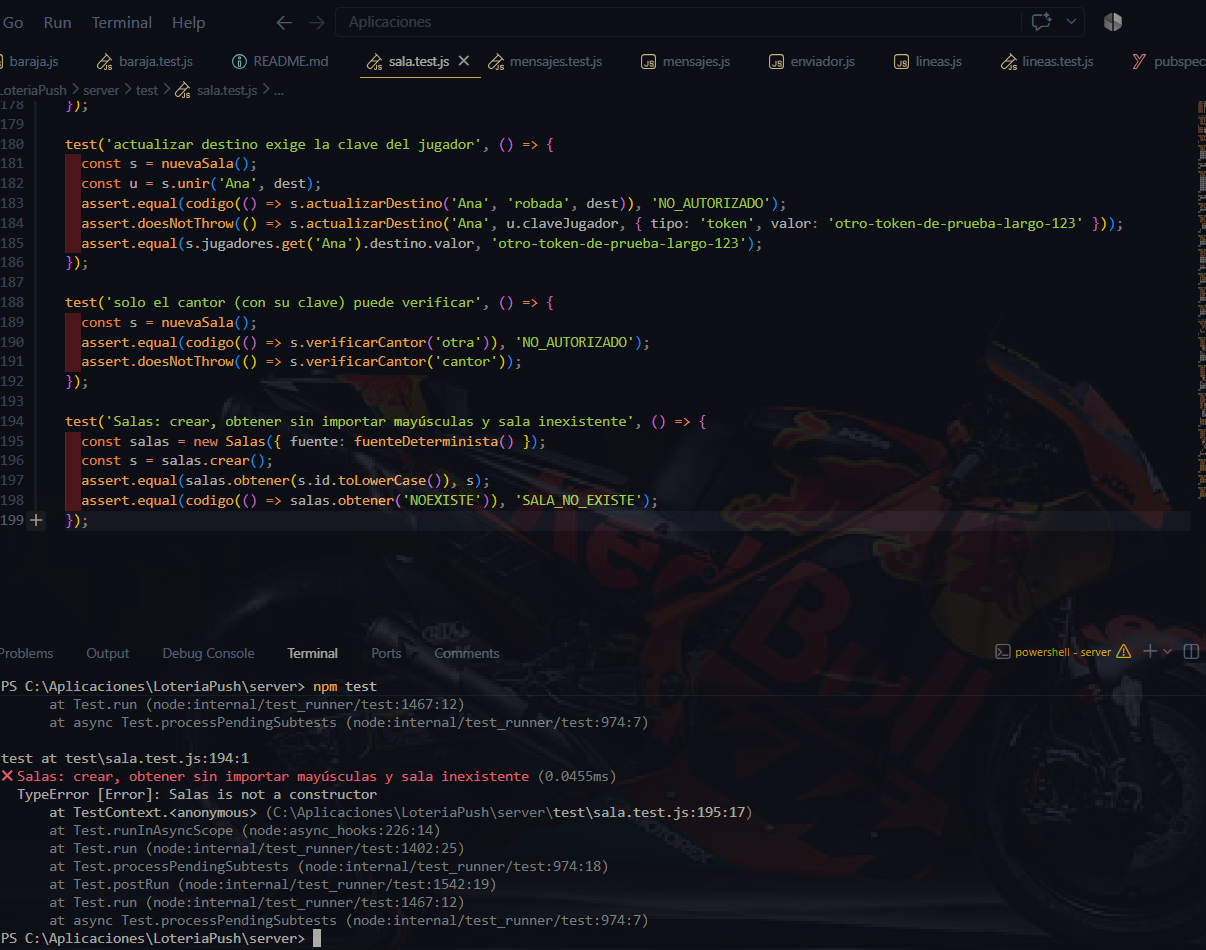 Go Run Terminal Help Aplicaciones
baraja.js baraja.test.js README.md sala.test.js mensajes.test.js mensajes.js enviador.js lineas.js lineas.test.js pubspec
LoteriaPush > server > test > sala.test.js > ...
178 });
179
180 test('actualizar destino exige la clave del jugador', () => {
181 const s = nuevaSala();
182 const u = s.unir('Ana', dest);
183 assert.equal(codigo(() => s.actualizarDestino('Ana', 'robada', dest)), 'NO_AUTORIZADO');
184 assert.doesNotThrow(() => s.actualizarDestino('Ana', u.claveJugador, { tipo: 'token', valor: 'otro-token-de-prueba-largo-123' }));
185 assert.equal(s.jugadores.get('Ana').destino.valor, 'otro-token-de-prueba-largo-123');
186 });
187
188 test('solo el cantor (con su clave) puede verificar', () => {
189 const s = nuevaSala();
190 assert.equal(codigo(() => s.verificarCantor('otra')), 'NO_AUTORIZADO');
191 assert.doesNotThrow(() => s.verificarCantor('cantor'));
192 });
193
194 test('Salas: crear, obtener sin importar mayúsculas y sala inexistente', () => {
195 const salas = new Salas({ fuente: fuenteDeterminista() });
196 const s = salas.crear();
197 assert.equal(salas.obtener(s.id.toLowerCase()), s);
198 assert.equal(codigo(() => salas.obtener('NOEXISTE')), 'SALA_NO_EXISTE');
199 });
Problems Output Debug Console Terminal Ports Comments powershell - server
PS C:\Aplicaciones\LoteriaPush\server> npm test
at Test.run (node:internal/test_runner/test:1467:12)
at async Test.processPendingSubtests (node:internal/test_runner/test:974:7)
test at test\sala.test.js:194:1
Salas: crear, obtener sin importar mayúsculas y sala inexistente (0.0455ms)
TypeError [Error]: Salas is not a constructor
at TestContext.<anonymous> (C:\Aplicaciones\LoteriaPush\server\test\sala.test.js:195:17)
at Test.runInAsyncScope (node:async_hooks:226:14)
at Test.run (node:internal/test_runner/test:1402:25)
at Test.processPendingSubtests (node:internal/test_runner/test:974:18)
at Test.postRun (node:internal/test_runner/test:1542:19)
at Test.run (node:internal/test_runner/test:1467:12)
at async Test.processPendingSubtests (node:internal/test_runner/test:974:7)
PS C:\Aplicaciones\LoteriaPush\server>
Red Bull
KTM
MOTOREX